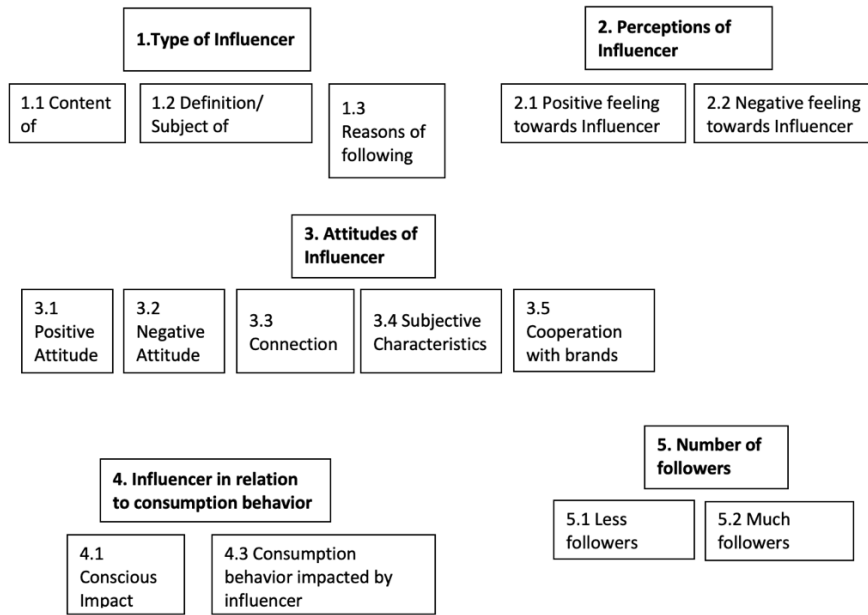 1.Type of Influencer
2. Perceptions of
Influencer
1.1 Content
of
1.2 Definition/
Subject of
1.3
Reasons of
following
2.1 Positive feeling
towards Influencer
2.2 Negative feeling
towards Influencer
3. Attitudes of
Influencer
3.1
Positive
Attitude
3.2
Negative
Attitude
3.3
Connection
3.4 Subjective
Characteristics
3.5
Cooperation
with brands
4. Influencer in relation
to consumption behavior
5. Number of
followers
4.1
Conscious
Impact
4.3 Consumption
behavior impacted by
influencer
5.1 Less
followers
5.2 Much
followers